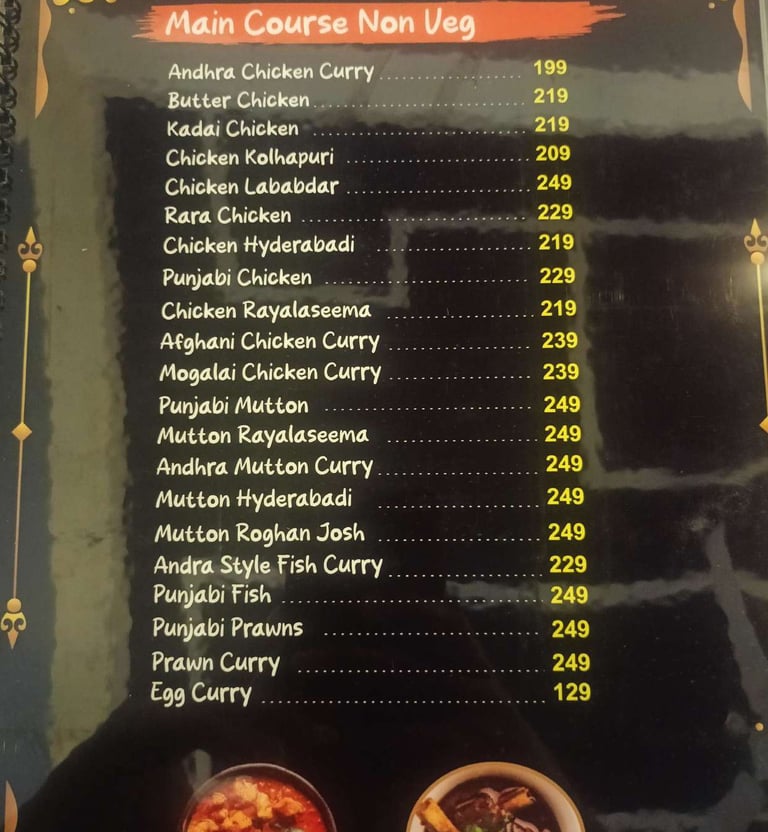 Main Course Non Veg
Andhra Chicken Curry 199
Butter Chicken 219
Kadai Chicken 219
Chicken Kolhapuri 209
Chicken Lababdar 249
Rara Chicken 229
Chicken Hyderabadi 219
Punjabi Chicken 229
Chicken Rayalaseema 219
Afghani Chicken Curry 239
Mogalai Chicken Curry 239
Punjabi Mutton 249
Mutton Rayalaseema 249
Andhra Mutton Curry 249
Mutton Hyderabadi 249
Mutton Roghan Josh 249
Andra Style Fish Curry 229
Punjabi Fish 249
Punjabi Prawns 249
Prawn Curry 249
Egg Curry 129